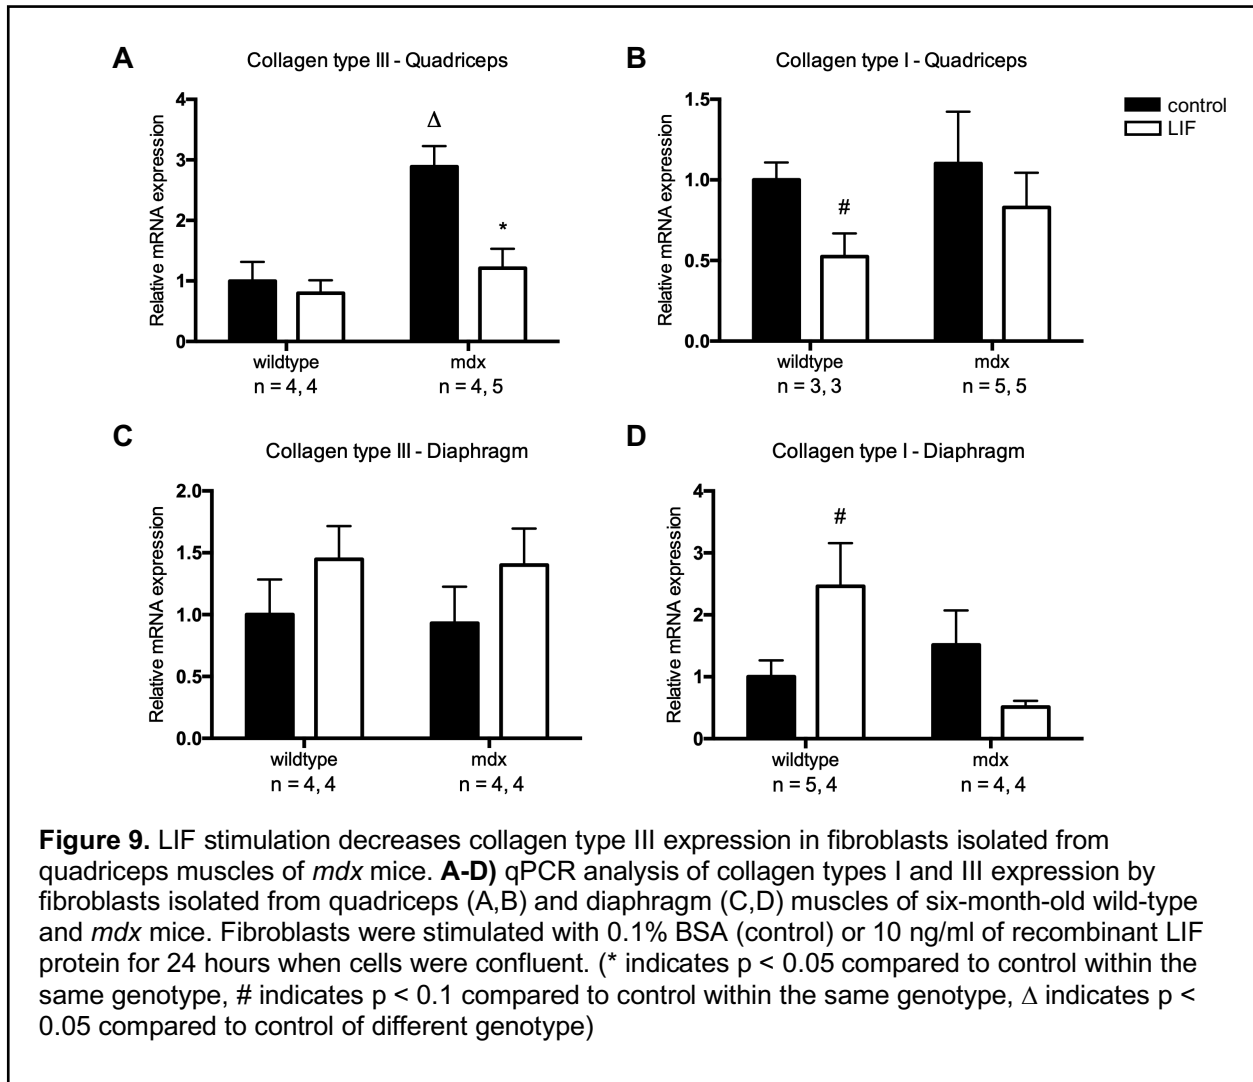 A
Collagen type III - Quadriceps
Relative mRNA expression
4
3
2
1
0
Δ
*
wildtype
mdx
n = 4, 4
n = 4, 5
B
Collagen type I - Quadriceps
Relative mRNA expression
1.5
1.0
0.5
0.0
#
wildtype
mdx
n = 3, 3
n = 5, 5
control
LIF
C
Collagen type III - Diaphragm
Relative mRNA expression
2.0
1.5
1.0
0.5
0.0
wildtype
mdx
n = 4, 4
n = 4, 4
D
Collagen type I - Diaphragm
Relative mRNA expression
4
3
2
1
0
#
wildtype
mdx
n = 5, 4
n = 4, 4
Figure 9. LIF stimulation decreases collagen type III expression in fibroblasts isolated from
quadriceps muscles of mdx mice. A-D) qPCR analysis of collagen types I and III expression by
fibroblasts isolated from quadriceps (A,B) and diaphragm (C,D) muscles of six-month-old wild-type
and mdx mice. Fibroblasts were stimulated with 0.1% BSA (control) or 10 ng/ml of recombinant LIF
protein for 24 hours when cells were confluent. (* indicates p < 0.05 compared to control within the
same genotype, # indicates p < 0.1 compared to control within the same genotype, Δ indicates p <
0.05 compared to control of different genotype)